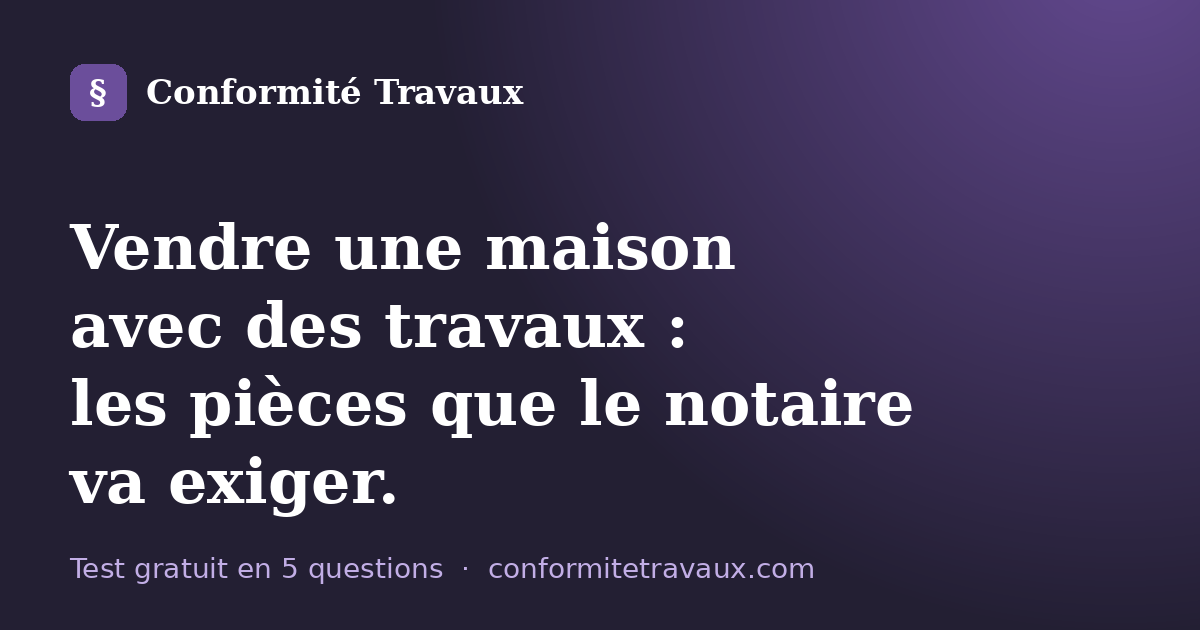 § Conformité Travaux
Vendre une maison
avec des travaux :
les pièces que le notaire
va exiger.
Test gratuit en 5 questions · conformitetravaux.com